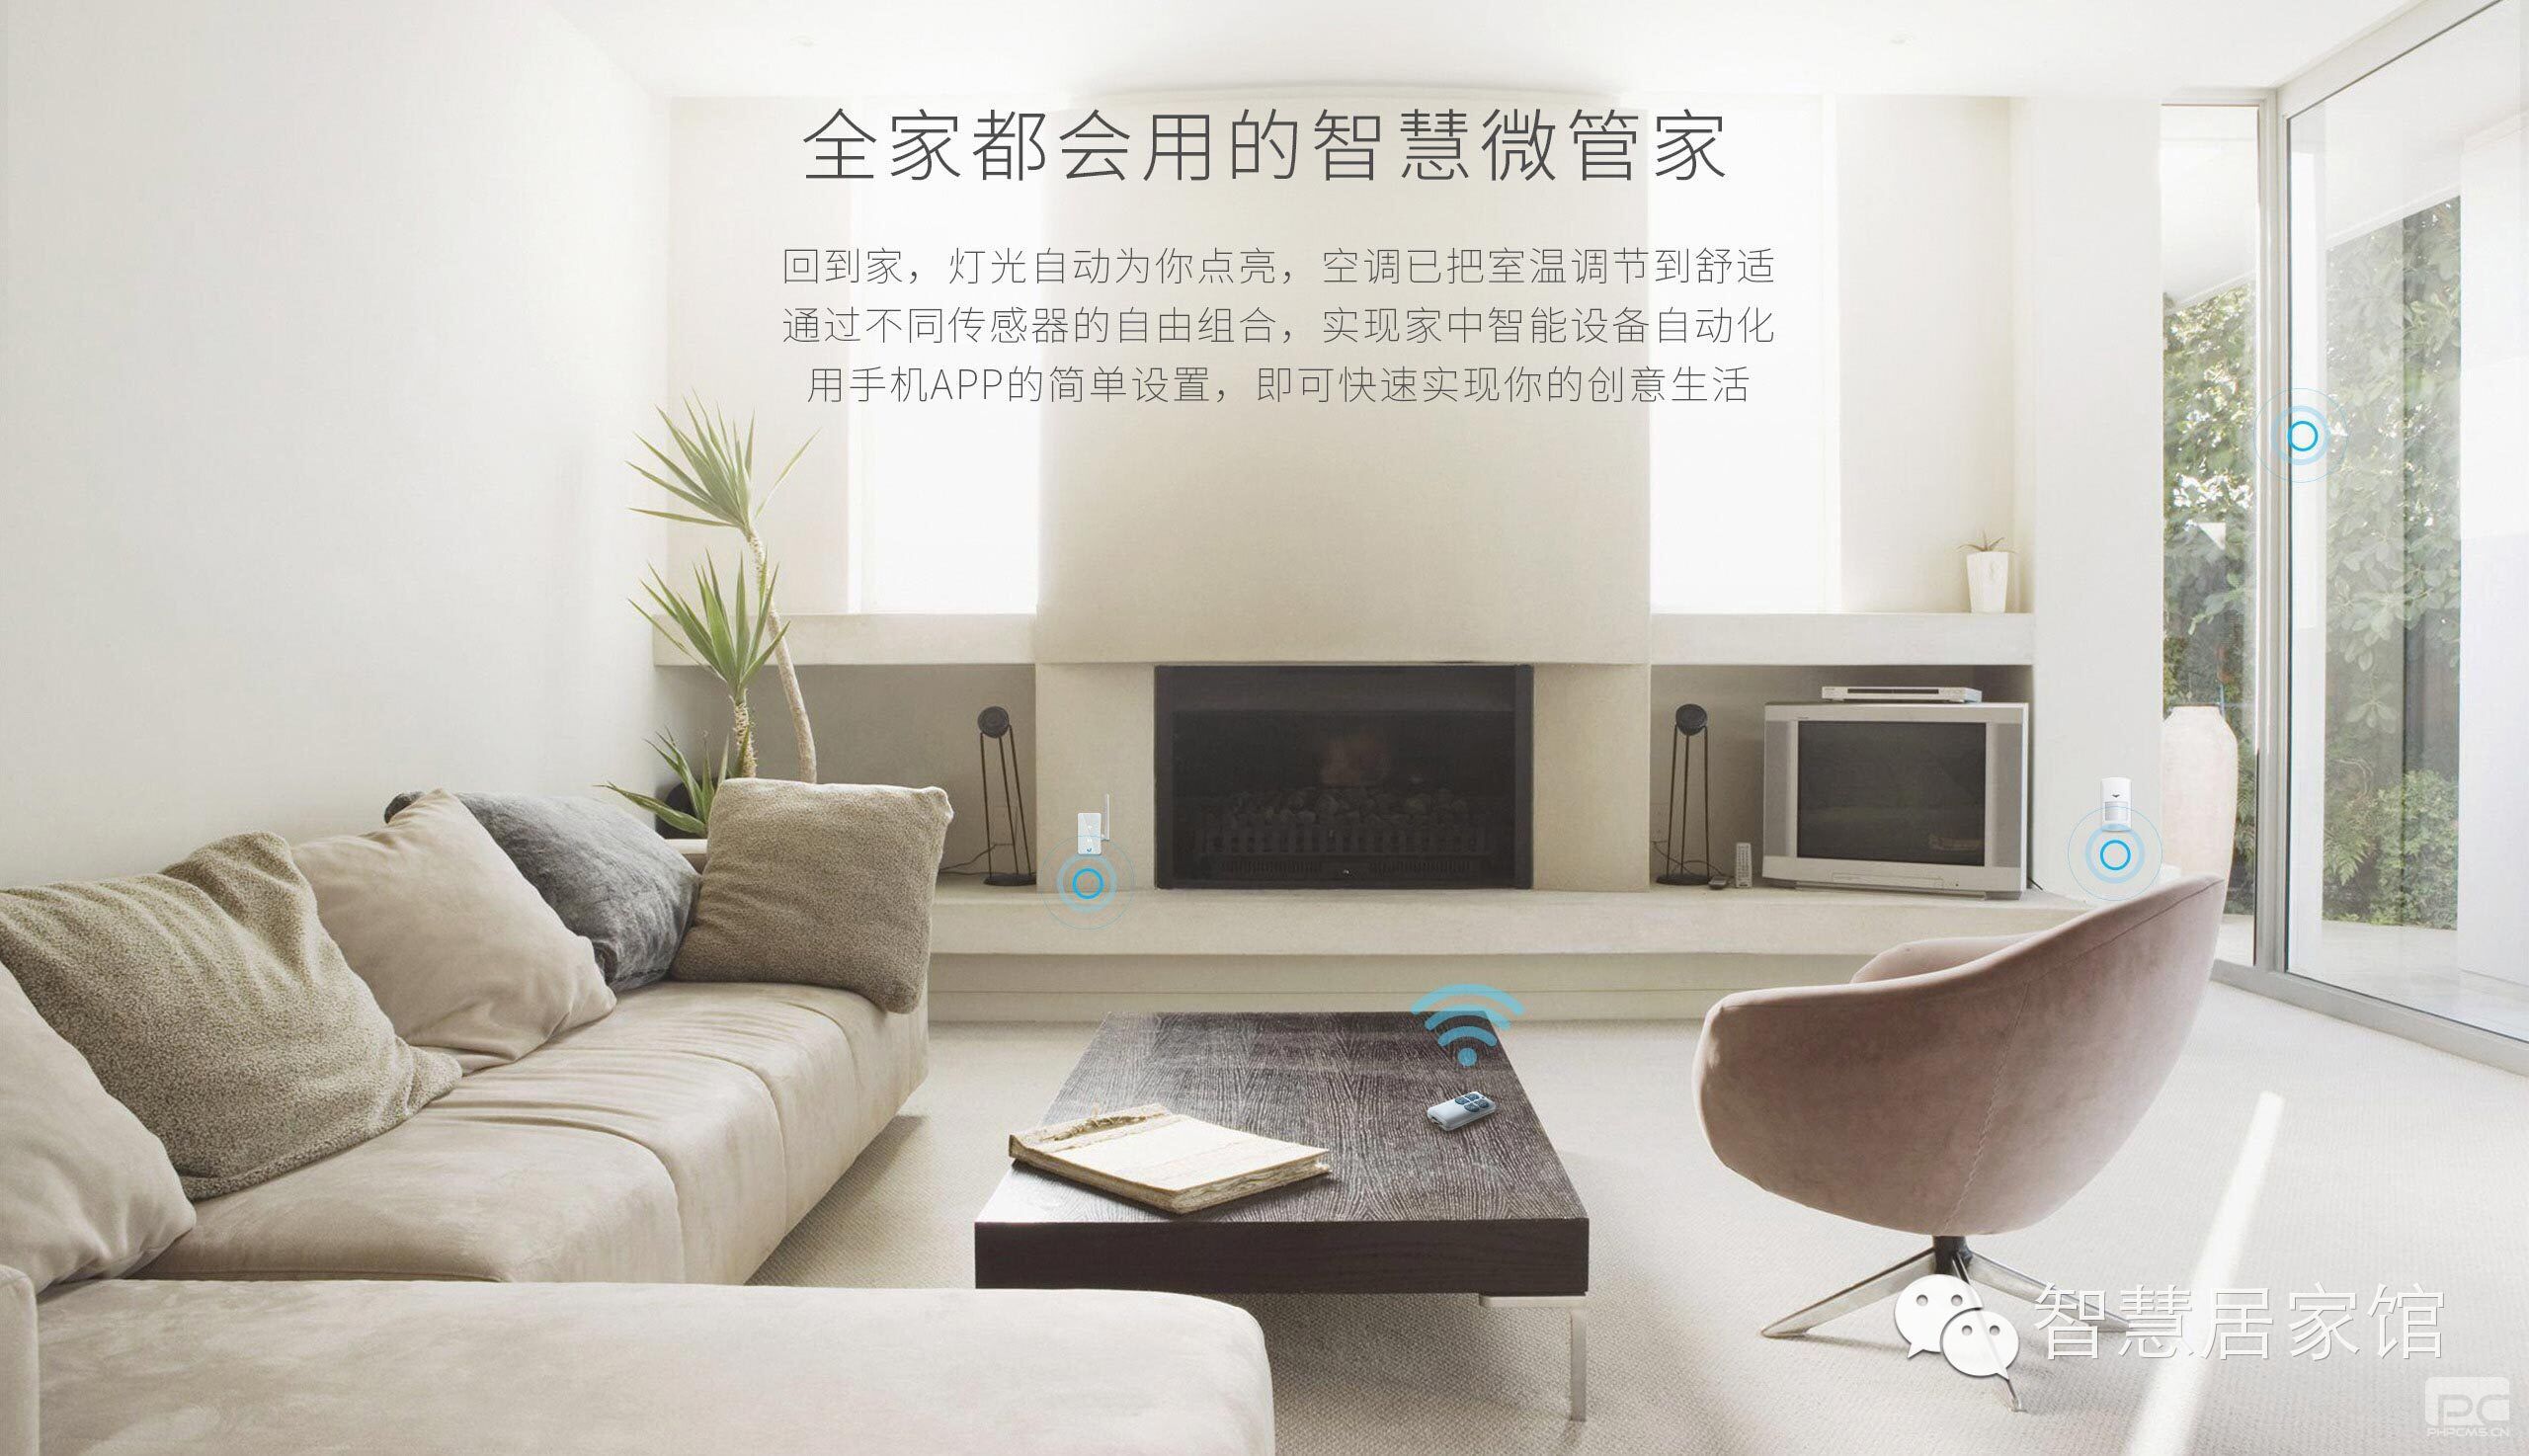 全家都会用的智慧微管家
回到家，灯光自动为你点亮，空调已把室温调节到舒适
通过不同传感器的自由组合，实现家中智能设备自动化
用手机APP的简单设置，即可快速实现你的创意生活
智慧居家馆
PC
PHPCMS.CN